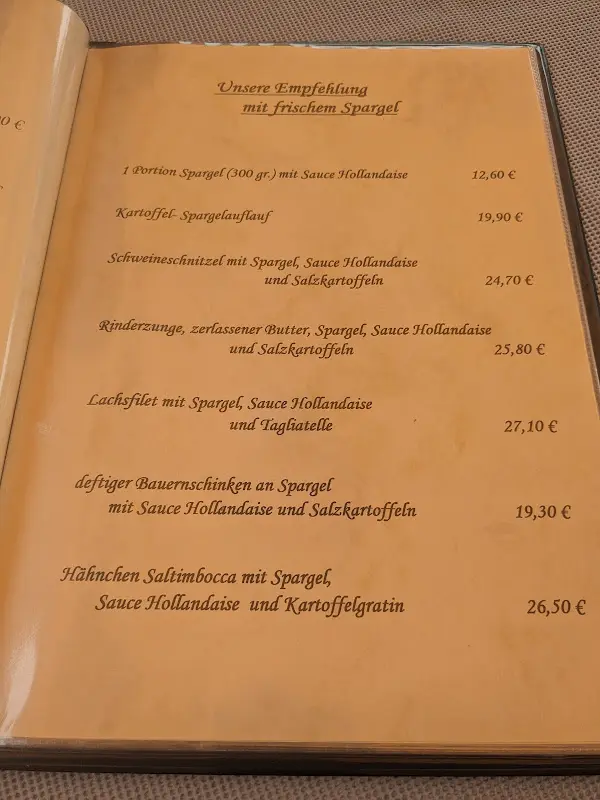 Unsere Empfehlung
mit frischem Spargel
1 Portion Spargel (300 gr.) mit Sauce Hollandaise 12,60 €
Kartoffel- Spargelauflauf 19,90 €
Schweineschnitzel mit Spargel, Sauce Hollandaise
und Salzkartoffeln 24,70 €
Rinderzunge, zerlassener Butter, Spargel, Sauce Hollandaise
und Salzkartoffeln 25,80 €
Lachsfilet mit Spargel, Sauce Hollandaise
und Tagliatelle 27,10 €
deftiger Bauernschinken an Spargel
mit Sauce Hollandaise und Salzkartoffeln 19,30 €
Hähnchen Saltimbocca mit Spargel,
Sauce Hollandaise und Kartoffelgratin 26,50 €